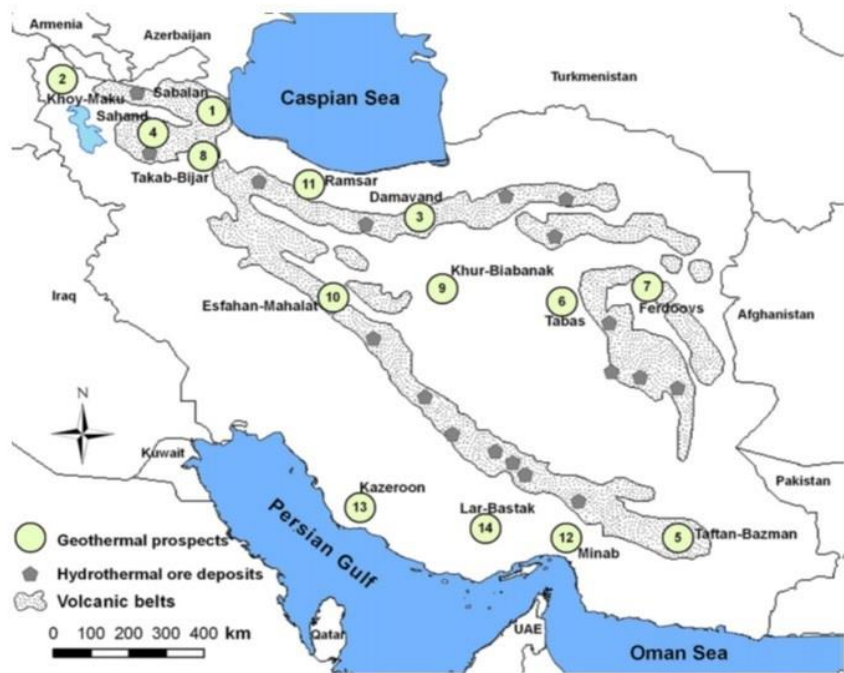 Armenia
Azerbaijan
Turkmenistan
Caspian Sea
2
Khoy-Maku
Sabalan
1
Sahand
4
8
Takab-Bijar
11
Ramsar
Damavand
3
Khur-Biabanak
9
7
Iraq
Esfahan-Mahalat
10
6
Tabas
Ferdoovs
Afghanistan
N
Kuwait
Pakistan
Kazeroon
13
Persian Gulf
Lar-Bastak
14
12
Minab
5
Taftan-Bazman
Geothermal prospects
Hydrothermal ore deposits
Volcanic belts
0 100 200 300 400 km
Qatar
UAE
Oman Sea